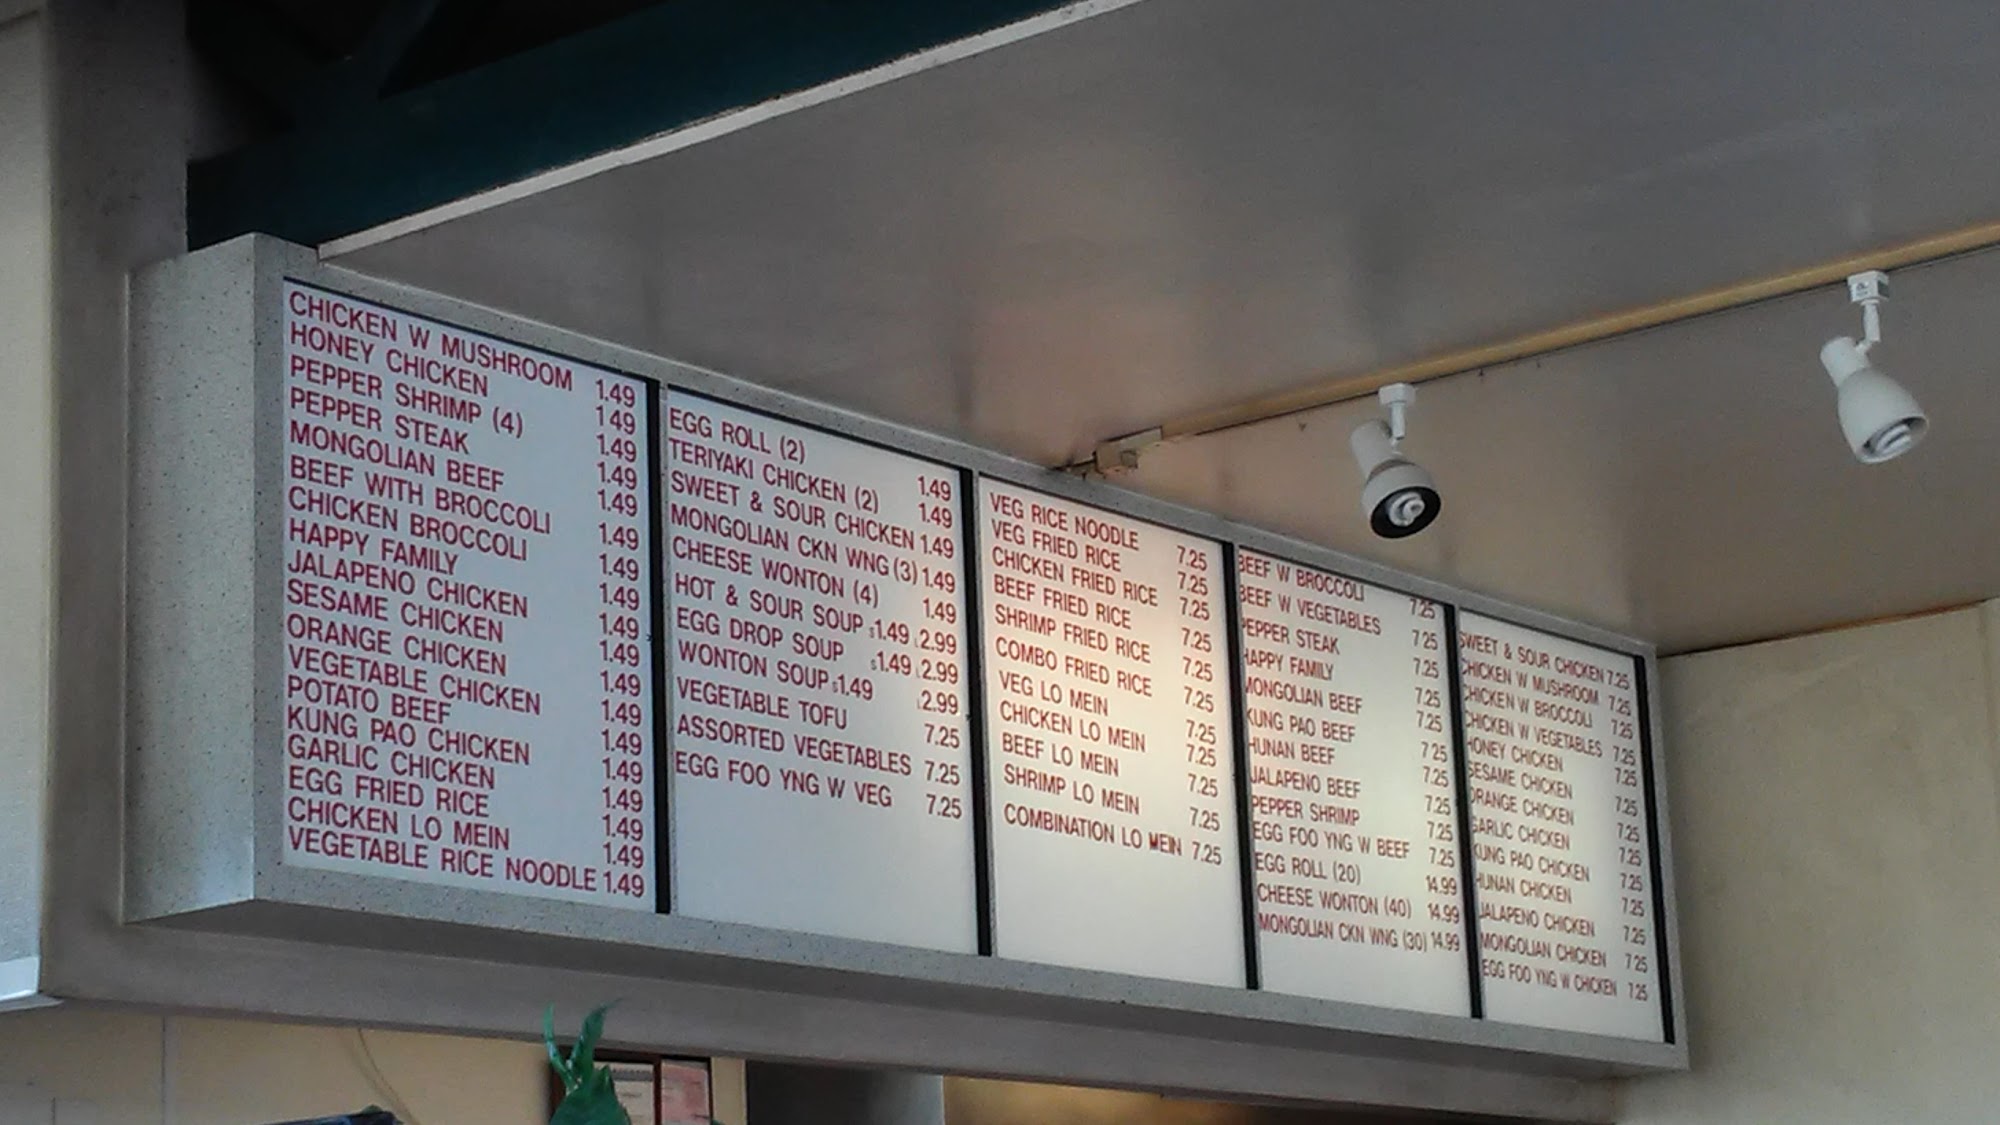 CHICKEN W MUSHROOM 1.49
HONEY CHICKEN 1 49
PEPPER SHRIMP (4) 1.49
PEPPER STEAK 1.49
MONGOLIAN BEEF 1.49
BEEF WITH BROCCOLI 1.49
CHICKEN BROCCOLI 1.49
HAPPY FAMILY 1.49
JALAPENO CHICKEN 1.49
SESAME CHICKEN 1.49
ORANGE CHICKEN 1.49
VEGETABLE CHICKEN 1.49
POTATO BEEF 1.49
KUNG PAO CHICKEN 1.49
GARLIC CHICKEN 1.49
EGG FRIED RICE 1.49
CHICKEN LO MEIN 1.49
VEGETABLE RICE NOODLE 1.49
EGG ROLL (2) 1.49
TERIYAKI CHICKEN (2) 1.49
SWEET & SOUR CHICKEN 1.49
MONGOLIAN CKN WNG (3) 1.49
CHEESE WONTON (4) 1.49
HOT & SOUR SOUP S1.49 L2.99
EGG DROP SOUP S1.49 L2.99
WONTON SOUP S1.49 L2.99
VEGETABLE TOFU 7.25
ASSORTED VEGETABLES 7.25
EGG FOO YNG W VEG 7.25
VEG RICE NOODLE 7.25
VEG FRIED RICE 7.25
CHICKEN FRIED RICE 7.25
BEEF FRIED RICE 7.25
SHRIMP FRIED RICE 7.25
COMBO FRIED RICE 7.25
VEG LO MEIN 7.25
CHICKEN LO MEIN 7.25
BEEF LO MEIN 7.25
SHRIMP LO MEIN 7.25
COMBINATION LO MEIN 7.25
BEEF W BROCCOLI 7.25
BEEF W VEGETABLES 7 25
PEPPER STEAK 7.25
HAPPY FAMILY 7.25
MONGOLIAN BEEF 7.25
KUNG PAO BEEF 7 25
HUNAN BEEF 7.25
JALAPENO BEEF 7.25
PEPPER SHRIMP 7.25
EGG FOO YNG W BEEF 7.25
EGG ROLL (20) 14.99
CHEESE WONTON (40) 14.99
MONGOLIAN CKN WNG (30) 14.99
SWEET & SOUR CHICKEN 7.25
CHICKEN W MUSHROOM 7.25
CHICKEN W BROCCOLI 7.25
CHICKEN W VEGETABLES 7.25
HONEY CHICKEN 7.25
SESAME CHICKEN 7.25
ORANGE CHICKEN 7.25
GARLIC CHICKEN 7.25
KUNG PAO CHICKEN 7.25
HUNAN CHICKEN 7.25
JALAPENO CHICKEN 7.25
MONGOLIAN CHICKEN 7 25
EGG FOO YNG W CHICKEN 7.25